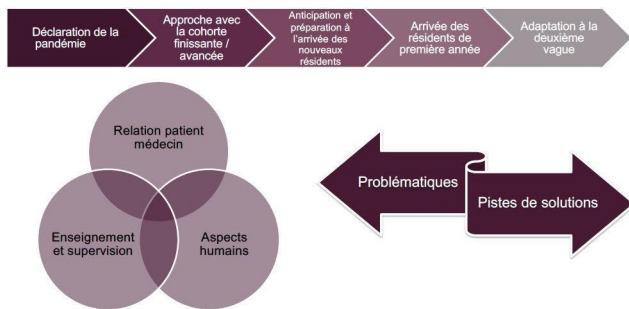 Déclaration de la
pandémie
Approche avec
la cohorte
finissante /
avancée
Anticipation et
préparation à
l'arrivée des
nouveaux
résidents
Arrivée des
résidents de
première année
Adaptation à la
deuxième
vague
Relation patient
médecin
Enseignement
et supervision
Aspects
humains
Problématiques
Pistes de solutions